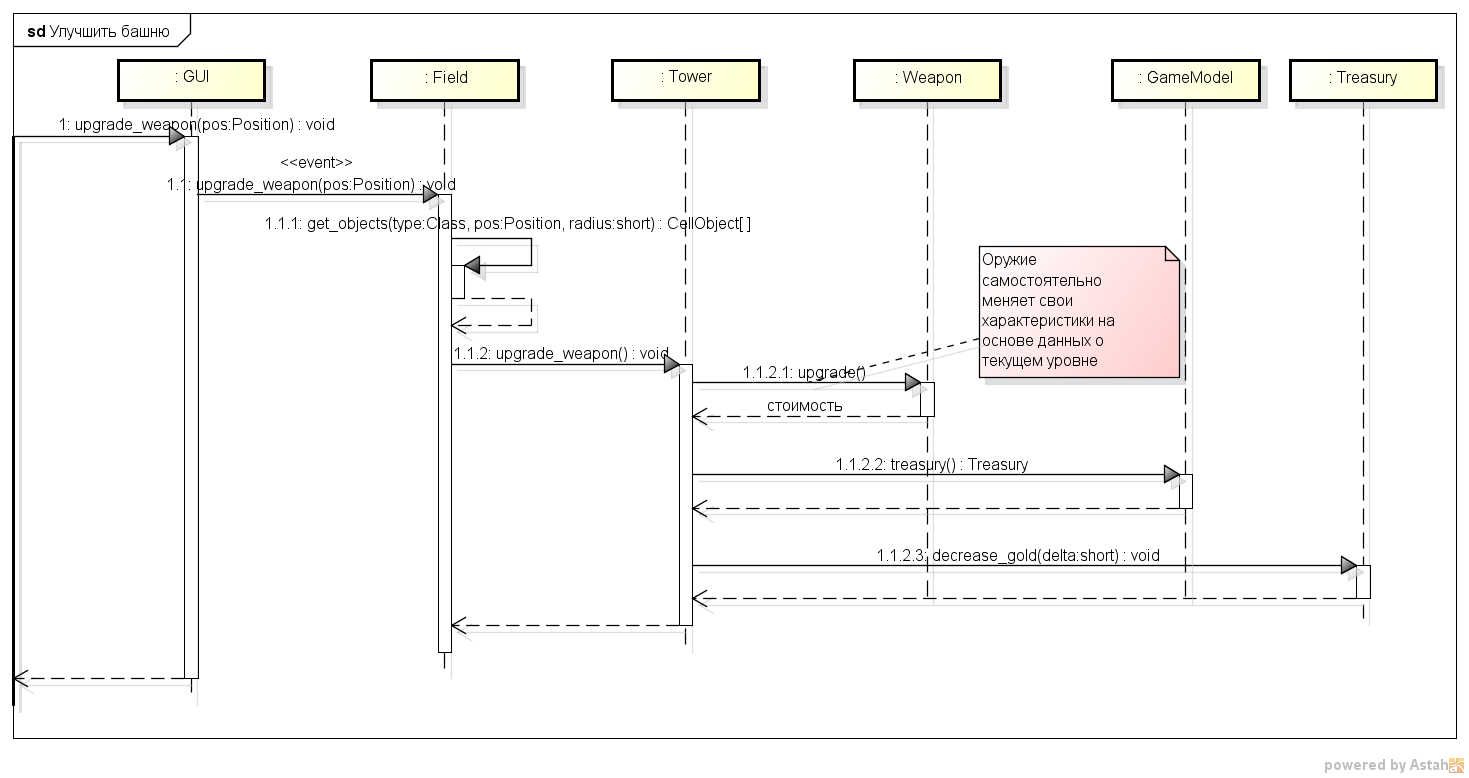 sd Улучшить башню
: GUI
: Field
: Tower
: Weapon
: GameModel
: Treasury
1: upgrade_weapon(pos:Position) : void
<<event>>
1.1: upgrade_weapon(pos:Position) : void
1.1.1: get_objects(type:Class, pos:Position, radius:short) : CellObject[ ]
Оружие
самостоятельно
меняет свои
характеристики на
основе данных о
текущем уровне
1.1.2: upgrade_weapon() : void
1.1.2.1: upgrade()
стоимость
1.1.2.2: treasury() : Treasury
1.1.2.3: decrease_gold(delta:short) : void
powered by Astah